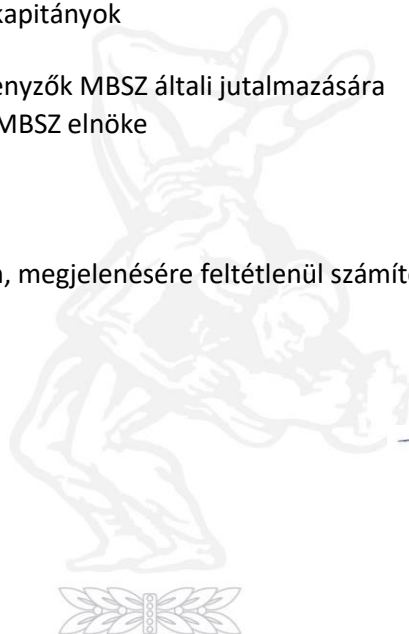 kapitányok
enyzők MBSZ általi jutalmazására
MBSZ elnöke
, megjelenésére feltétlenül számít